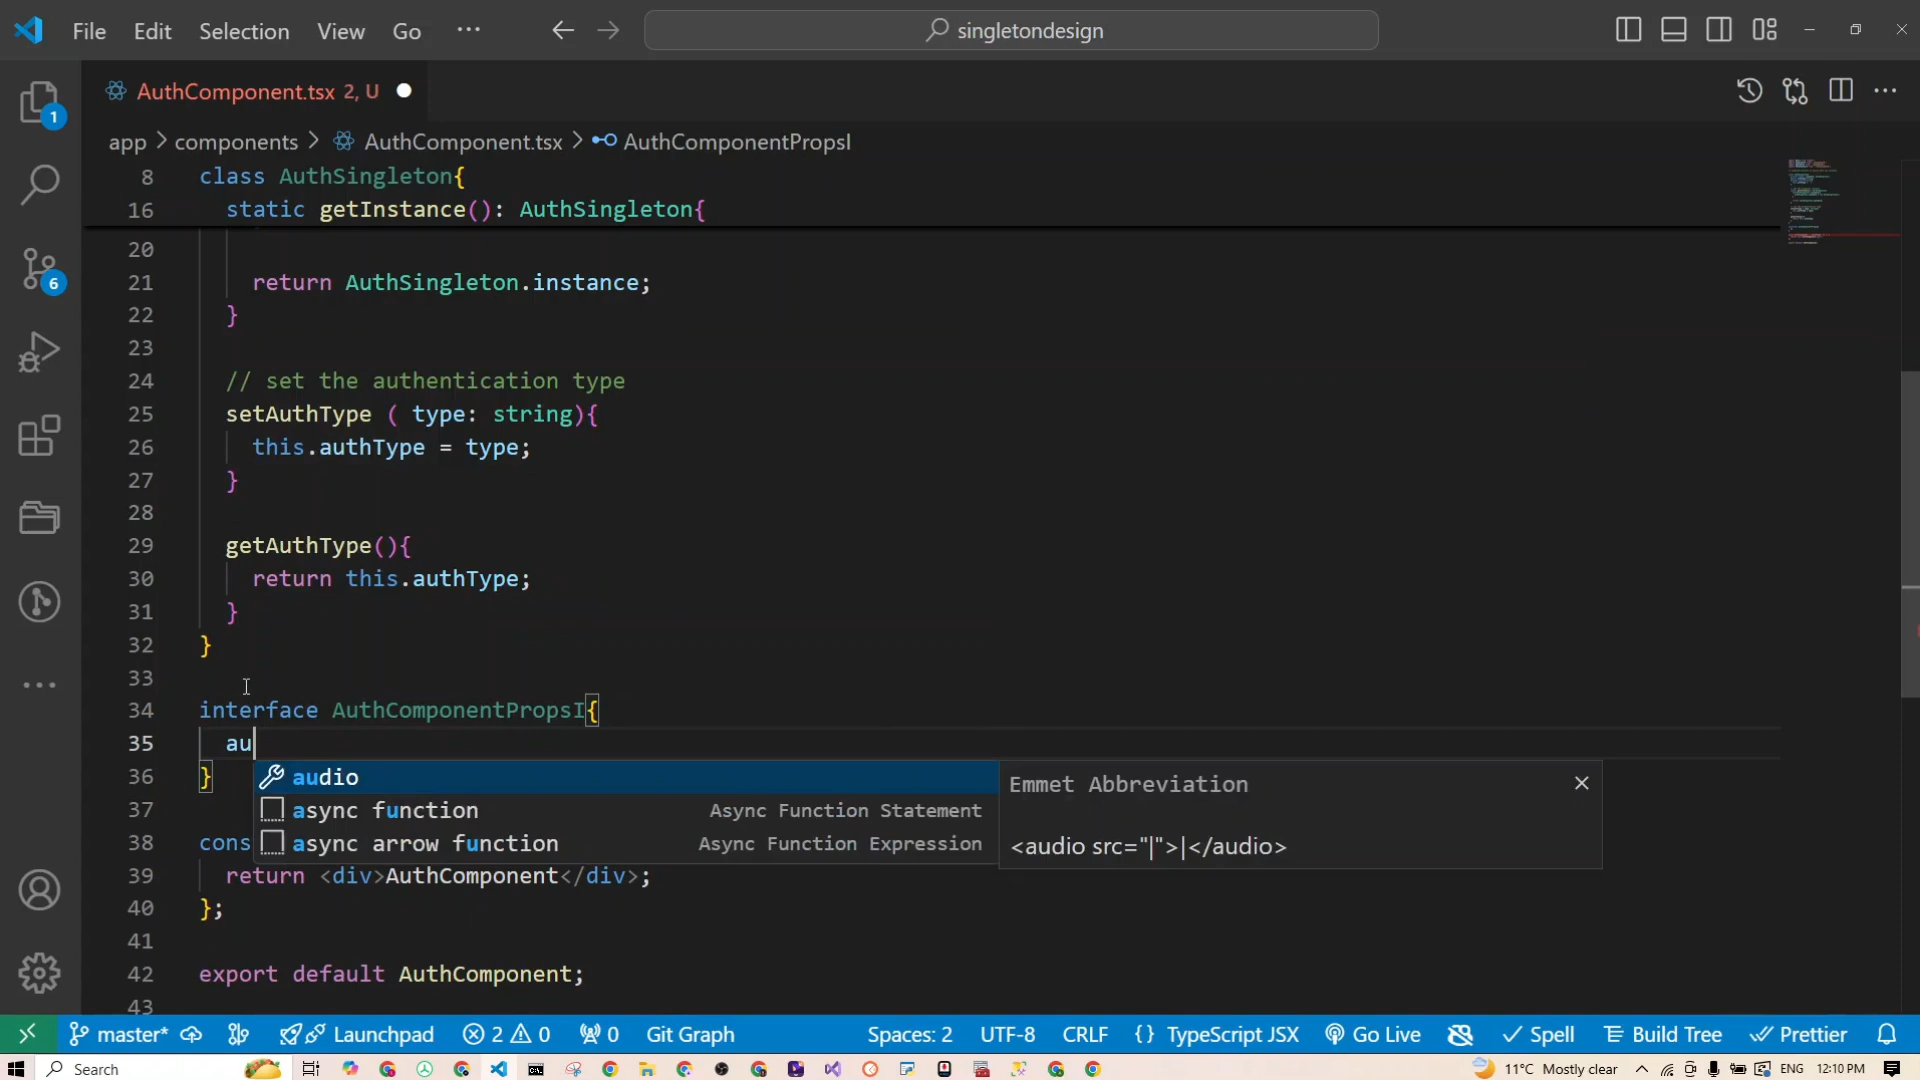 File Edit Selection View Go ··· singletondesign
AuthComponent.tsx 2, U
app > components > AuthComponent.tsx > AuthComponentPropsI
8 class AuthSingleton{
16 static getInstance(): AuthSingleton{
20
21 return AuthSingleton.instance;
22 }
23
24 // set the authentication type
25 setAuthType ( type: string){
26 this.authType = type;
27 }
28
29 getAuthType(){
30 return this.authType;
31 }
32 }
33
34 interface AuthComponentPropsI{
35 au
36 }
audio
Emmet Abbreviation
37
async function Async Function Statement
38 cons
async arrow function Async Function Expression
<audio src="|">|</audio>
39 return <div>AuthComponent</div>;
40 };
41
42 export default AuthComponent;
43
1
6
master* Launchpad 2 0 0 Git Graph Spaces: 2 UTF-8 CRLF {} TypeScript JSX Go Live Spell Build Tree Prettier
Search 11°C Mostly clear ENG 12:10 PM